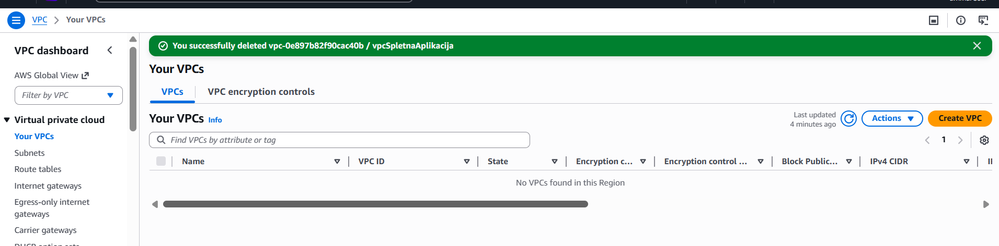 VPC
Your VPCs
VPC dashboard
AWS Global View
Filter by VPC
Virtual private cloud
Your VPCs
Subnets
Route tables
Internet gateways
Egress-only internet
gateways
Carrier gateways
You successfully deleted vpc-0e897b82f90cac40b / vpcSpletnaAplikacija
Your VPCs
VPCs
VPC encryption controls
Your VPCs Info
Last updated
4 minutes ago
Actions
Create VPC
Find VPCs by attribute or tag
1
Name
VPC ID
State
Encryption c...
Encryption control ...
Block Public...
IPv4 CIDR
No VPCs found in this Region